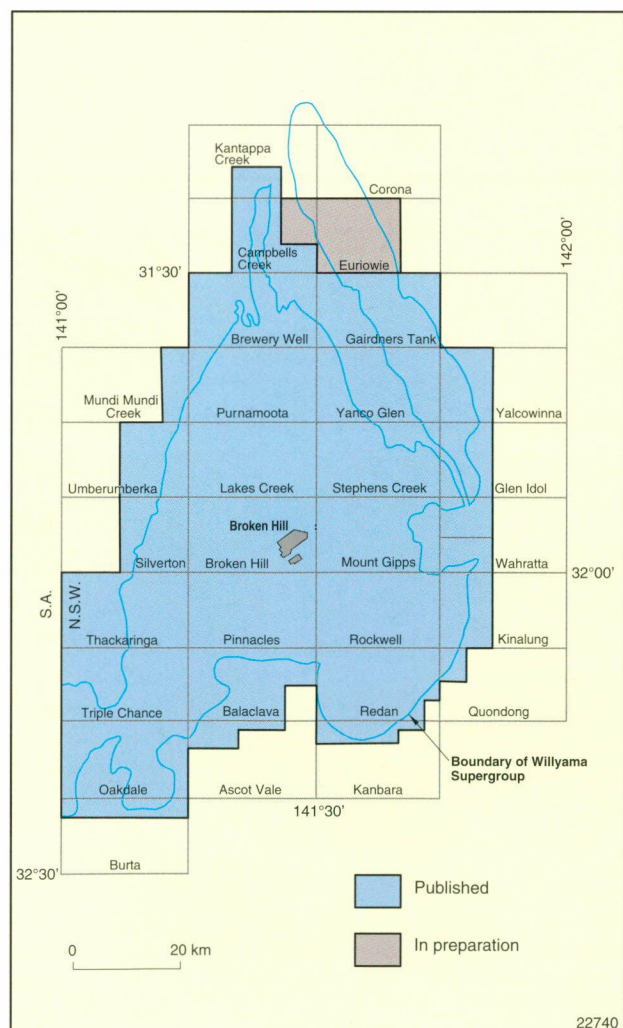 Kantappa
Creek
Corona
142°00'
Campbells
Creek
Euriowie
31°30'
141°00'
Brewery Well
Gairdners Tank
Mundi Mundi
Creek
Purnamoota
Yanco Glen
Yalcowinna
Umberumberka
Lakes Creek
Stephens Creek
Glen Idol
Broken Hill
Silverton
Broken Hill
Mount Gipps
Wahratta
32°00'
S.A.
N.S.W.
Thackaringa
Pinnacles
Rockwell
Kinalung
Triple Chance
Balaclava
Redan
Quondong
Boundary of Willyama
Supergroup
Oakdale
Ascot Vale
Kanbara
141°30'
Burta
32°30'
Published
0
20 km
In preparation
22740